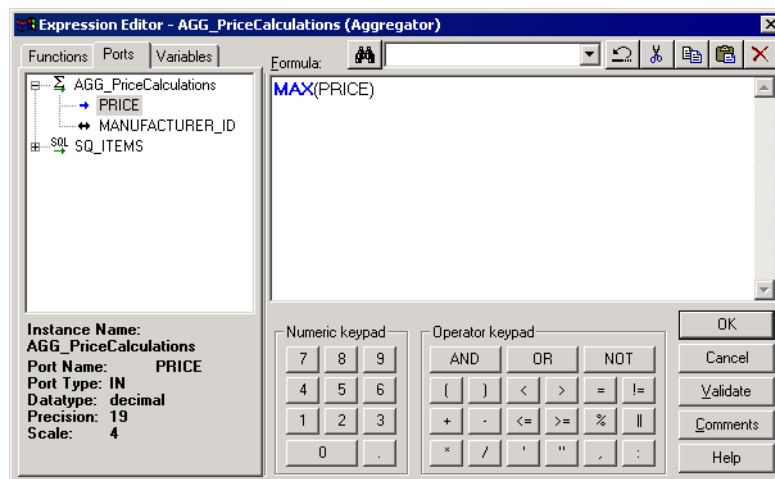 Expression Editor - AGG_PriceCalculations (Aggregator)
Functions Ports Variables
Formula:
AGG_PriceCalculations
PRICE
MANUFACTURER_ID
SQL SQ_ITEMS
MAX(PRICE)
Instance Name:
AGG_PriceCalculations
Port Name: PRICE
Port Type: IN
Datatype: decimal
Precision: 19
Scale: 4
Numeric keypad
7 8 9
4 5 6
1 2 3
0 .
Operator keypad
AND OR NOT
( ) < > = !=
+ - <= >= % ||
* / ' " , :
OK
Cancel
Validate
Comments
Help